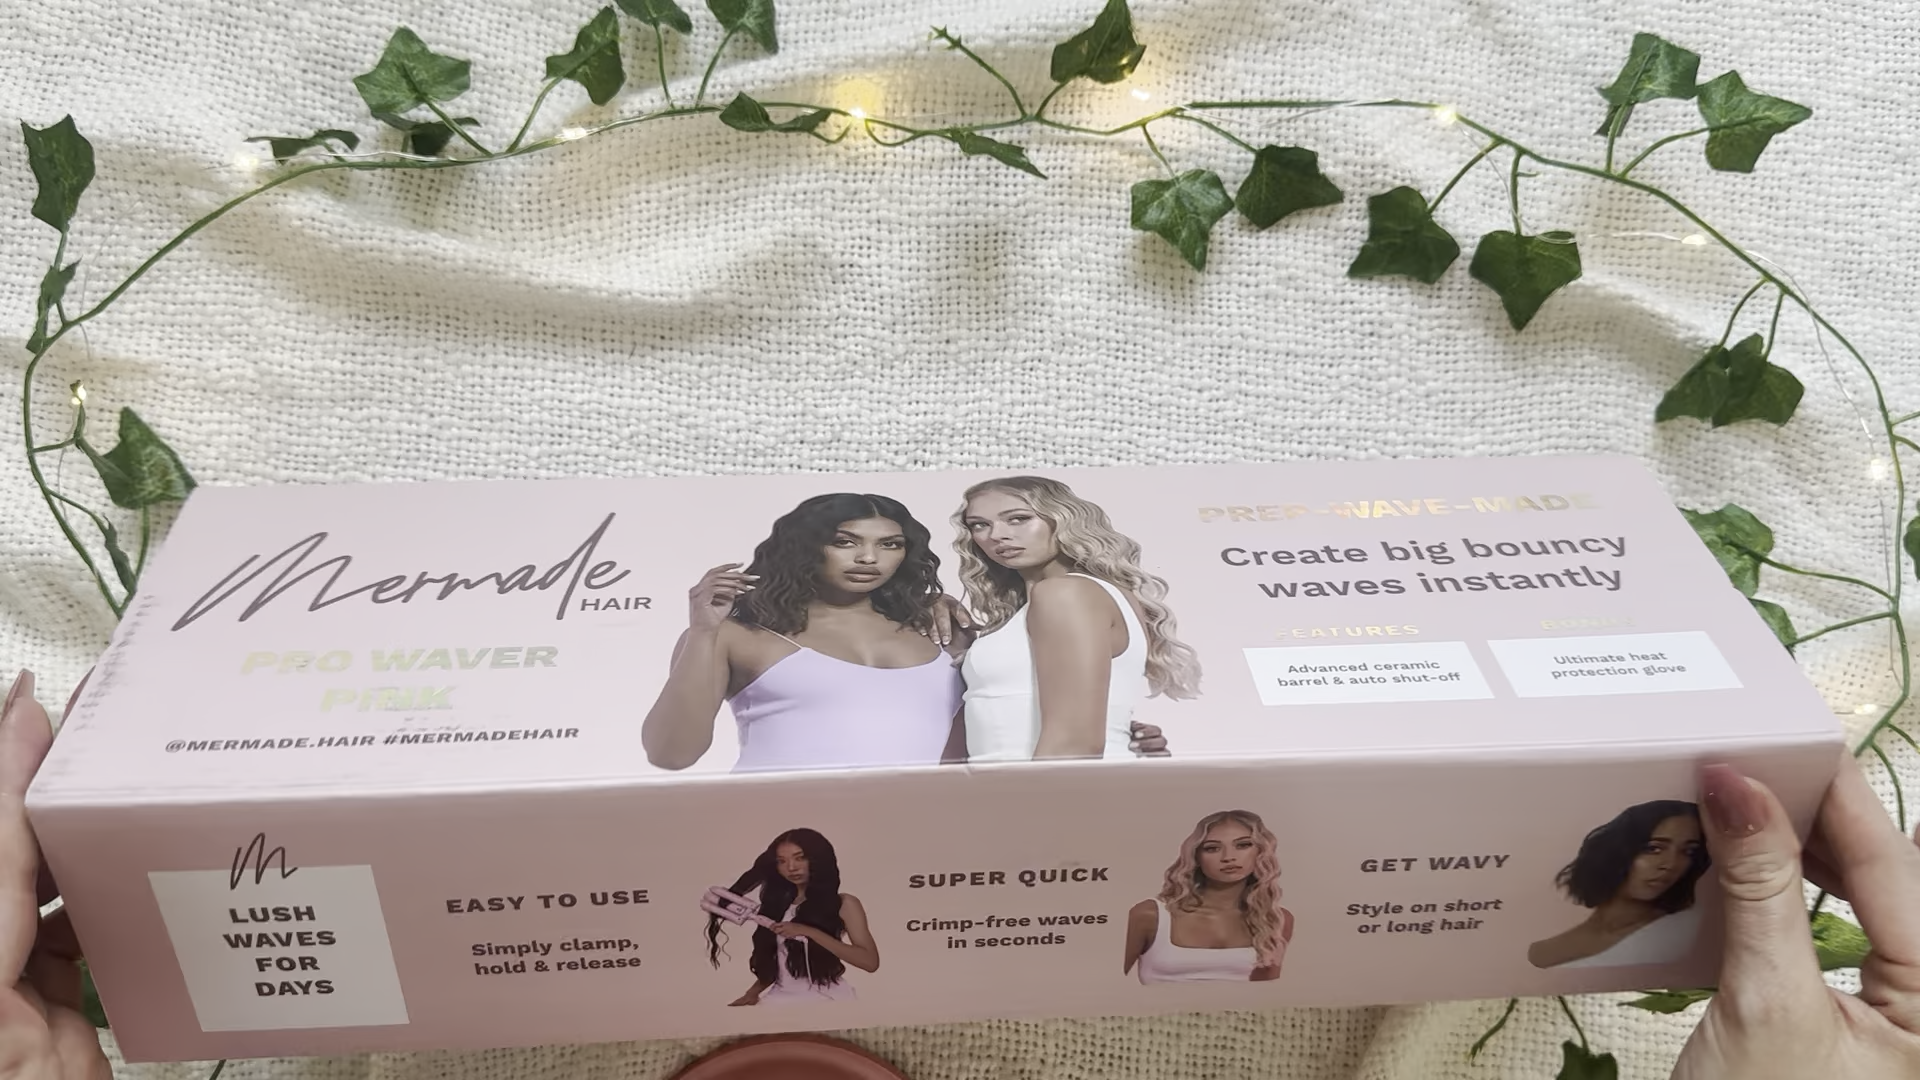 Mermade
HAIR
PRO WAVER
PINK
@MERMADE.HAIR #MERMADEHAIR
PREP-WAVE-MADE
Create big bouncy
waves instantly
FEATURES
Advanced ceramic
barrel & auto shut-off
BONUS
Ultimate heat
protection glove
M
LUSH
WAVES
FOR
DAYS
EASY TO USE
Simply clamp,
hold & release
SUPER QUICK
Crimp-free waves
in seconds
GET WAVY
Style on short
or long hair